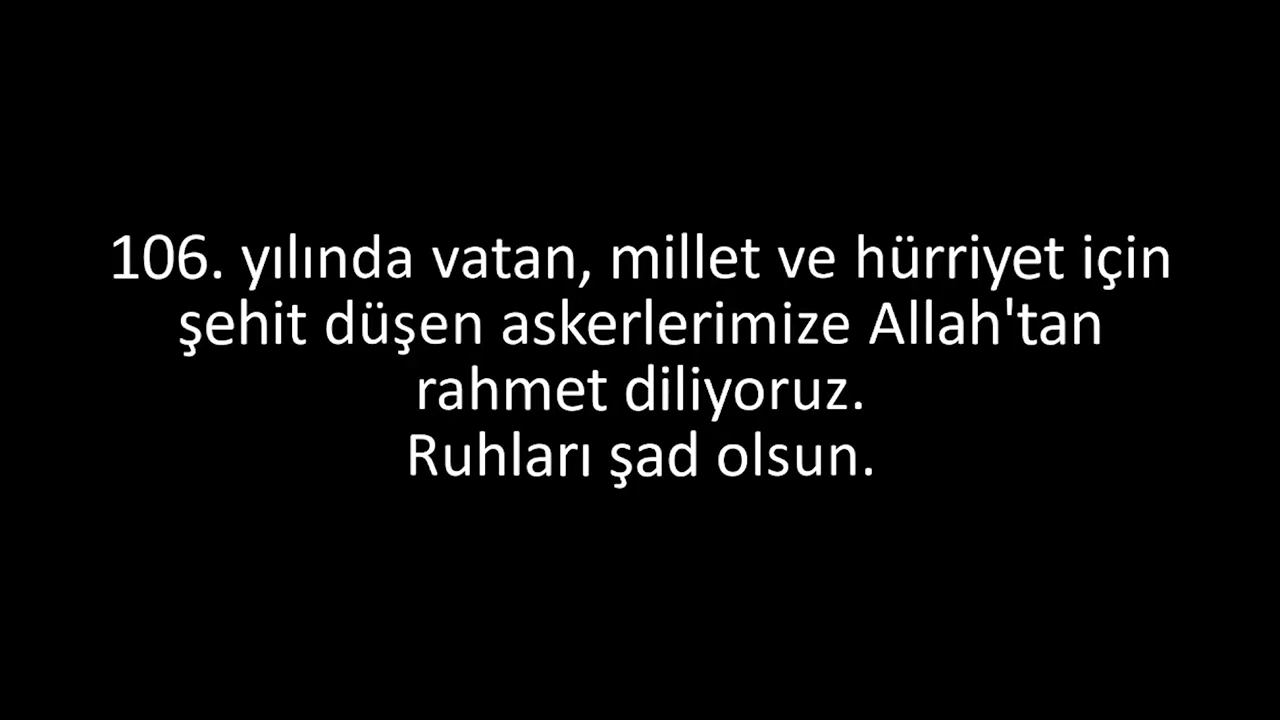 106. yılında vatan, millet ve hürriyet için
şehit düşen askerlerimize Allah'tan
rahmet diliyoruz.
Ruhları şad olsun.